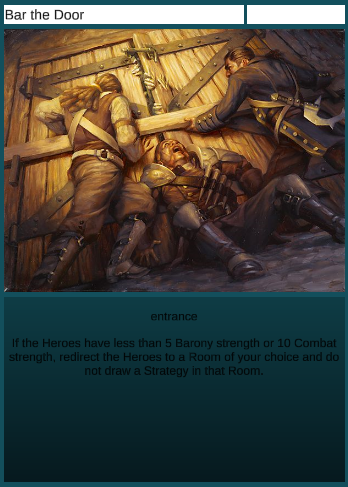 Bar the Door
entrance
If the Heroes have less than 5 Barony strength or 10 Combat
strength, redirect the Heroes to a Room of your choice and do
not draw a Strategy in that Room.